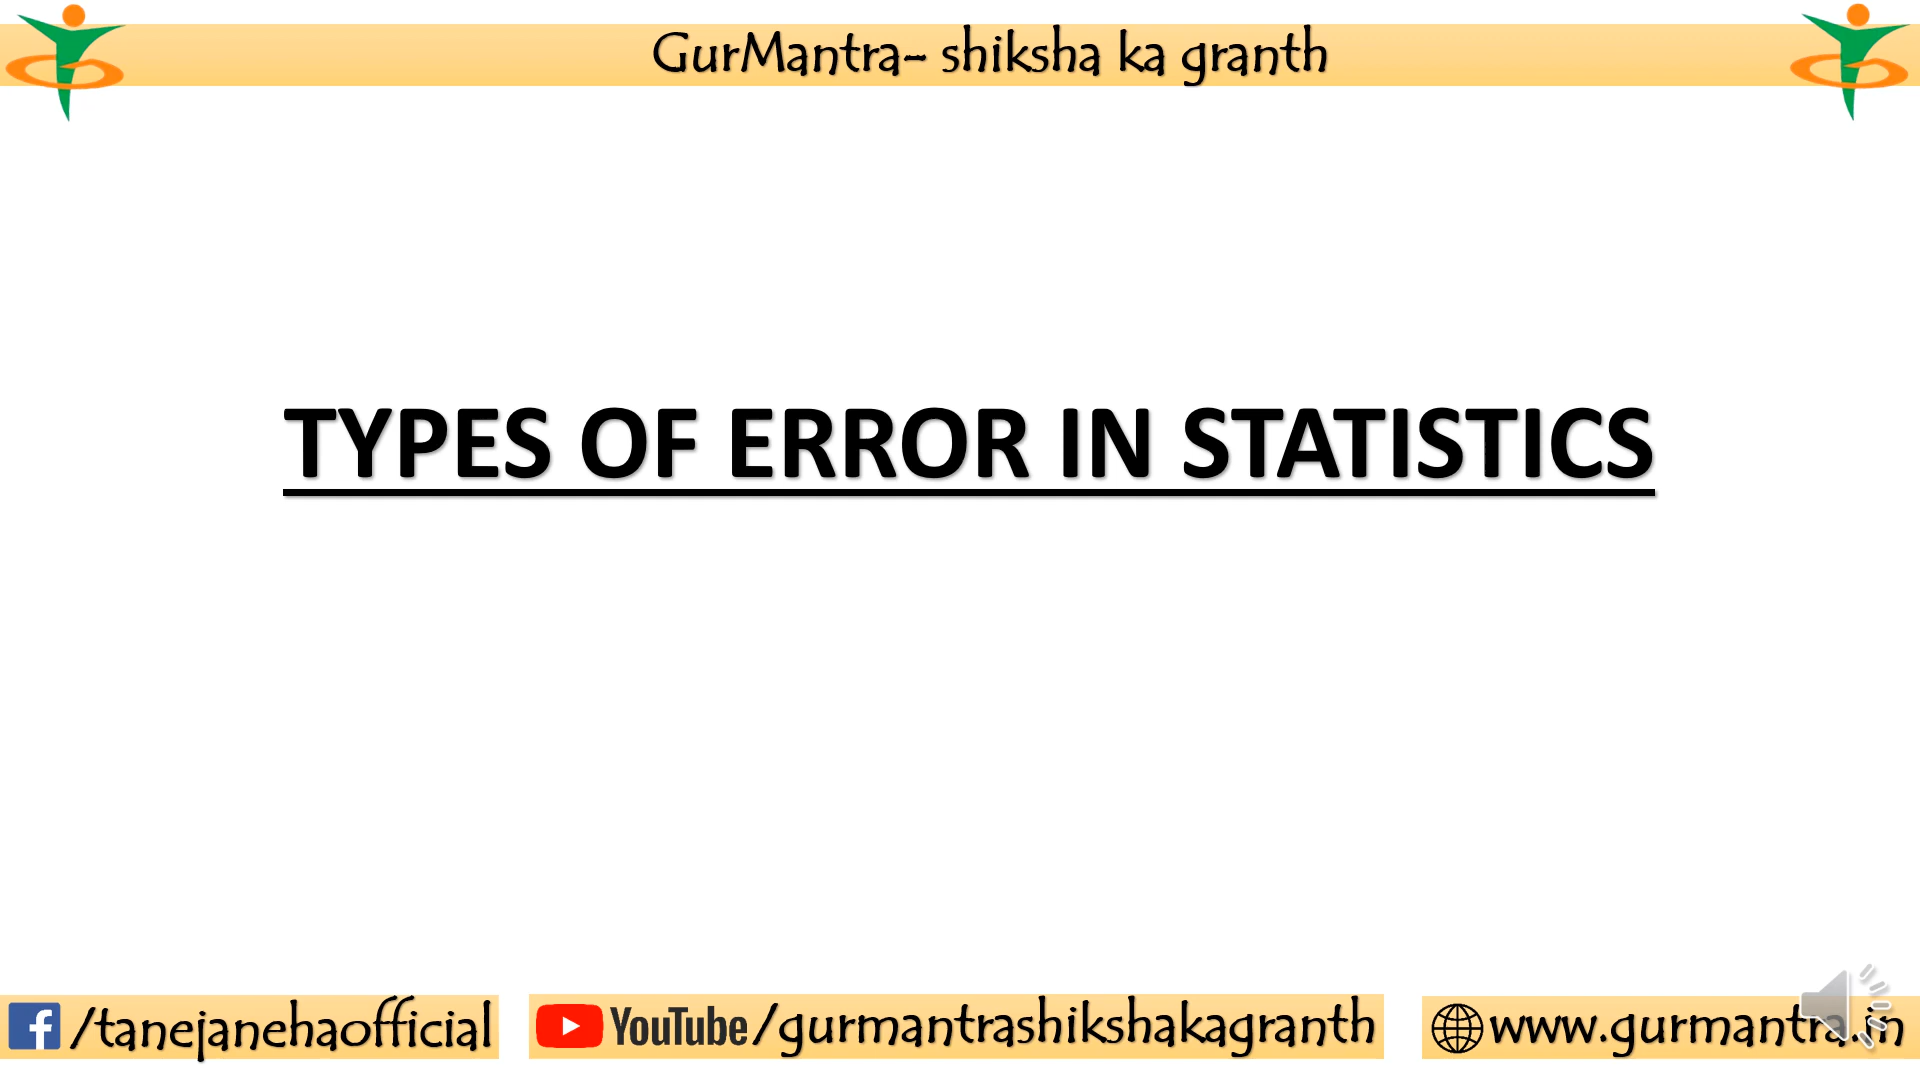 GurMantra- shiksha ka granth
TYPES OF ERROR IN STATISTICS
/tanejanehaofficial
YouTube/gurmantrashikshakagranth
www.gurmantra.in